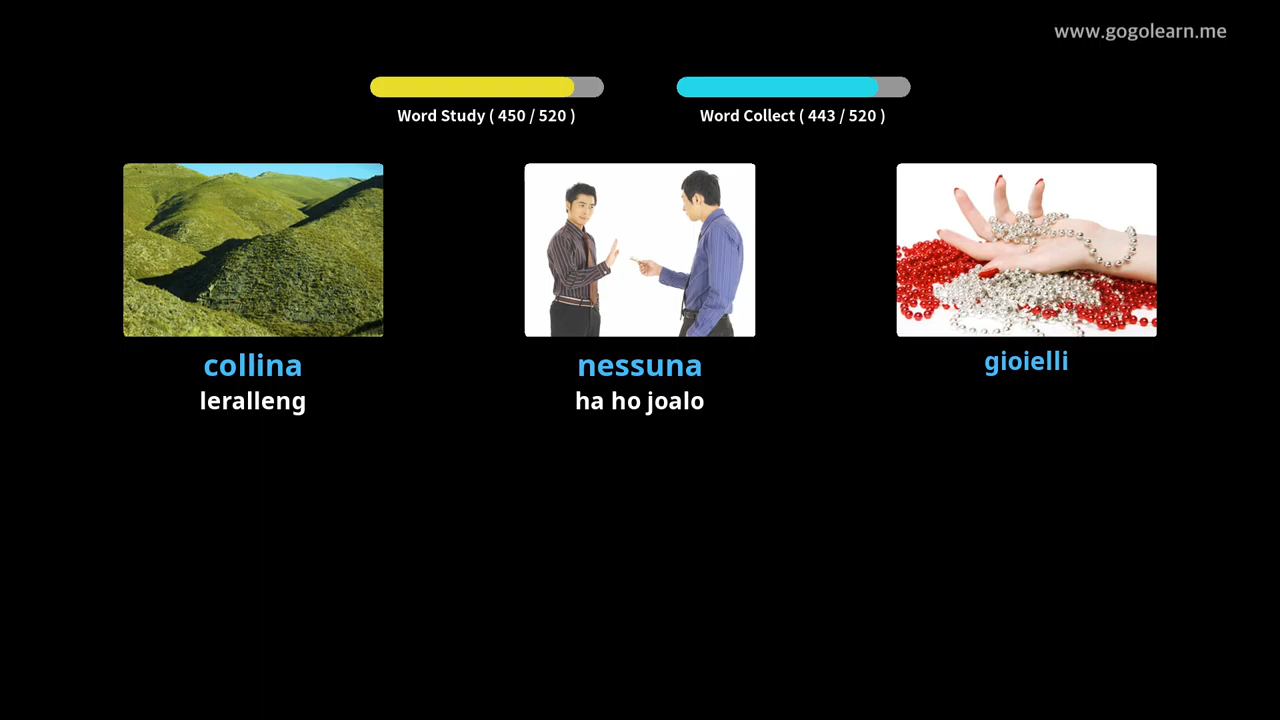 www.gogolearn.me
Word Study ( 450 / 520 )
Word Collect ( 443 / 520 )
collina
nessuna
gioielli
leralleng
ha ho joalo